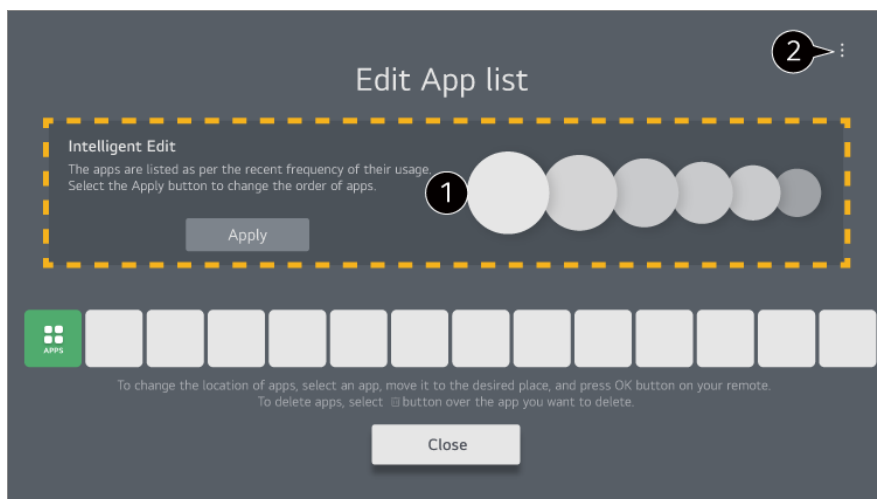 2
Edit App list
Intelligent Edit
The apps are listed as per the recent frequency of their usage.
Select the Apply button to change the order of apps.
1
Apply
APPS
To change the location of apps, select an app, move it to the desired place, and press OK button on your remote.
To delete apps, select button over the app you want to delete.
Close